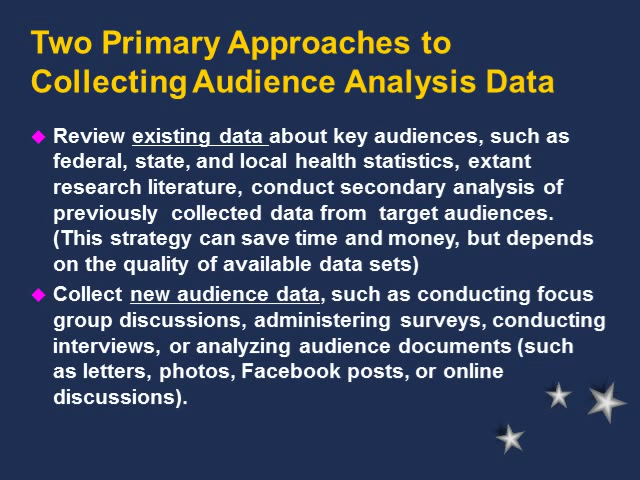 Two Primary Approaches to
Collecting Audience Analysis Data
Review existing data about key audiences, such as
federal, state, and local health statistics, extant
research literature, conduct secondary analysis of
previously collected data from target audiences.
(This strategy can save time and money, but depends
on the quality of available data sets)
Collect new audience data, such as conducting focus
group discussions, administering surveys, conducting
interviews, or analyzing audience documents (such
as letters, photos, Facebook posts, or online
discussions).